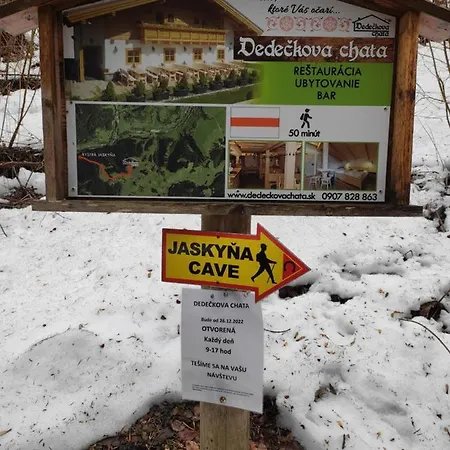 ktoré Vás očarí
Dedečkova chata
Dedečkova chata
REŠTAURÁCIA
UBYTOVANIE
BAR
50 minút
BYSTRÁ JASKYŇA
www.dedeckovachata.sk 0907 828 863
JASKYŇA
CAVE
DEDEČKOVA CHATA
Bude od 26.12.2022
OTVORENÁ
Každý deň
9-17 hod
TEŠÍME SA NA VAŠU
NÁVŠTEVU